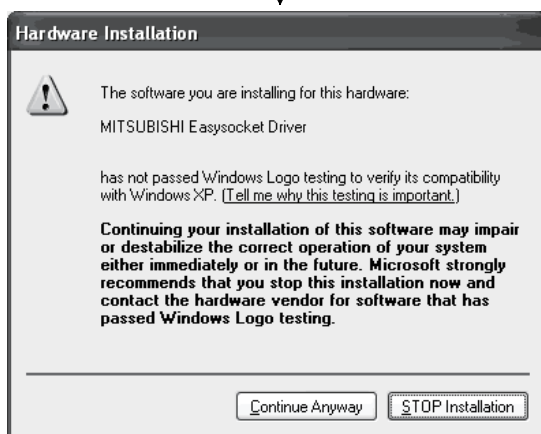 Hardware Installation
The software you are installing for this hardware:
MITSUBISHI Easysocket Driver
has not passed Windows Logo testing to verify its compatibility
with Windows XP. (Tell me why this testing is important.)
Continuing your installation of this software may impair
or destabilize the correct operation of your system
either immediately or in the future. Microsoft strongly
recommends that you stop this installation now and
contact the hardware vendor for software that has
passed Windows Logo testing.
Continue Anyway STOP Installation